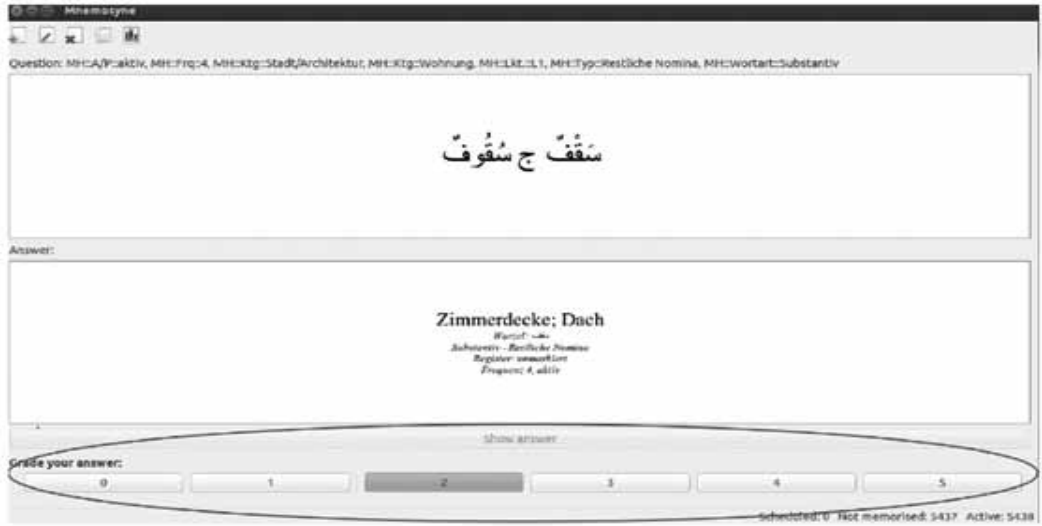 Mnemosyne
Question: MH::A/P::aktiv, MH::Frq::4, MH::Ktg::Stadt/Architektur, MH::Ktg::Wohnung, MH::Lkt.::L1, MH::Typ::Restliche Nomina, MH::Wortart::Substantiv
سَقْفٌ ج سُقُوفٌ
Answer:
Zimmerdecke; Dach
Wurzel: سقف
Substantiv - Restliche Nomina
Register: unmarkiert
Frequenz 4, aktiv
Show answer
Grade your answer:
0 1 2 3 4 5
Scheduled: 0 Not memorised: 5437 Active: 5438